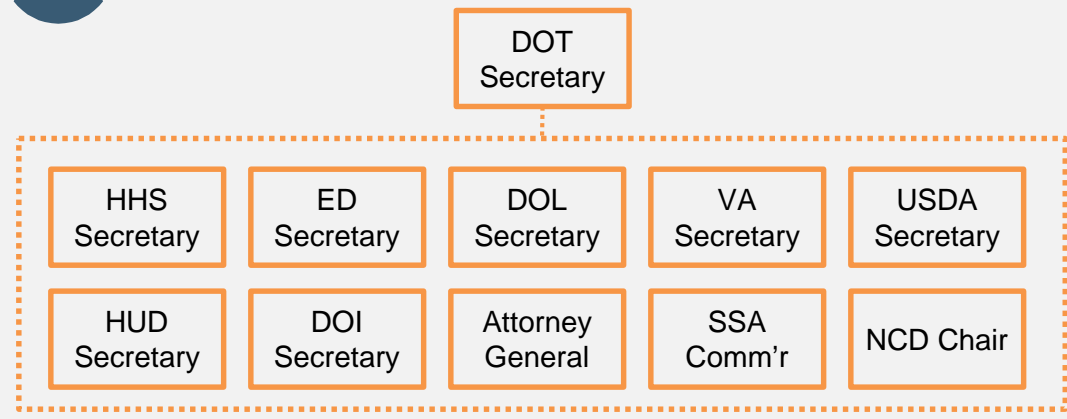 DOT
Secretary
HHS
Secretary
ED
Secretary
DOL
Secretary
VA
Secretary
USDA
Secretary
HUD
Secretary
DOI
Secretary
Attorney
General
SSA
Comm’r
NCD Chair